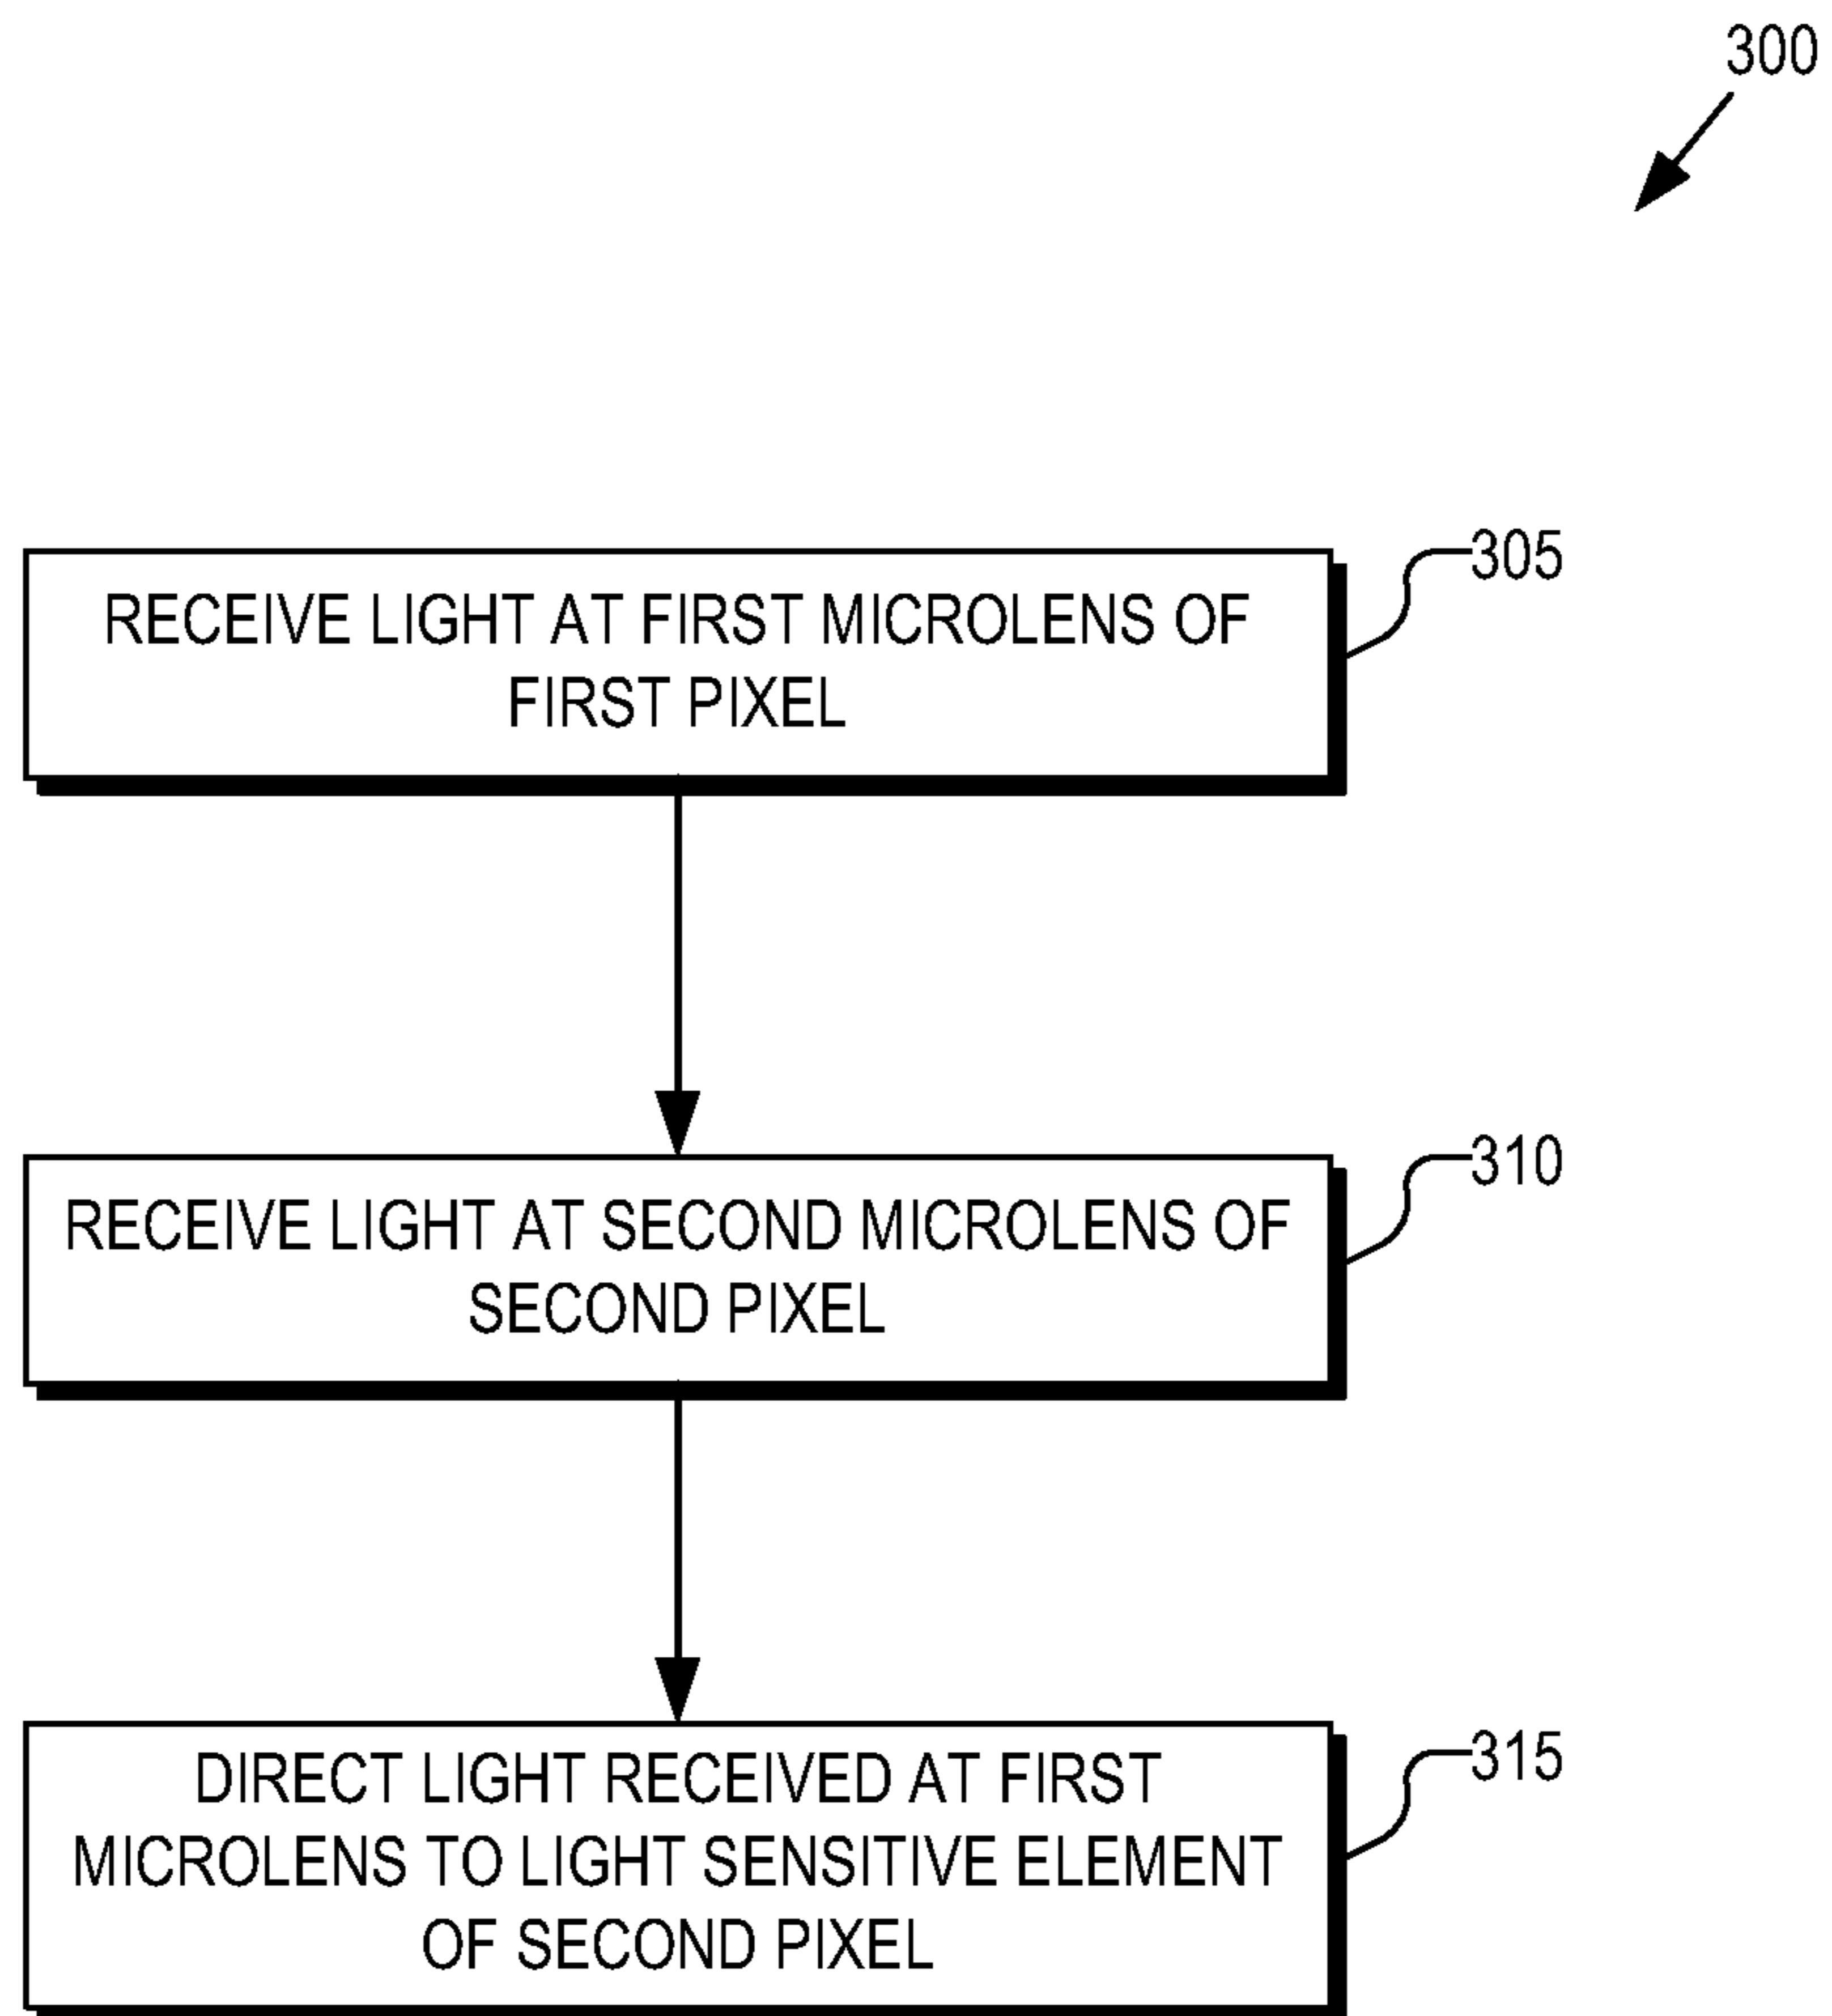 300
305
RECEIVE LIGHT AT FIRST MICROLENS OF
FIRST PIXEL
310
RECEIVE LIGHT AT SECOND MICROLENS OF
SECOND PIXEL
315
DIRECT LIGHT RECEIVED AT FIRST
MICROLENS TO LIGHT SENSITIVE ELEMENT
OF SECOND PIXEL